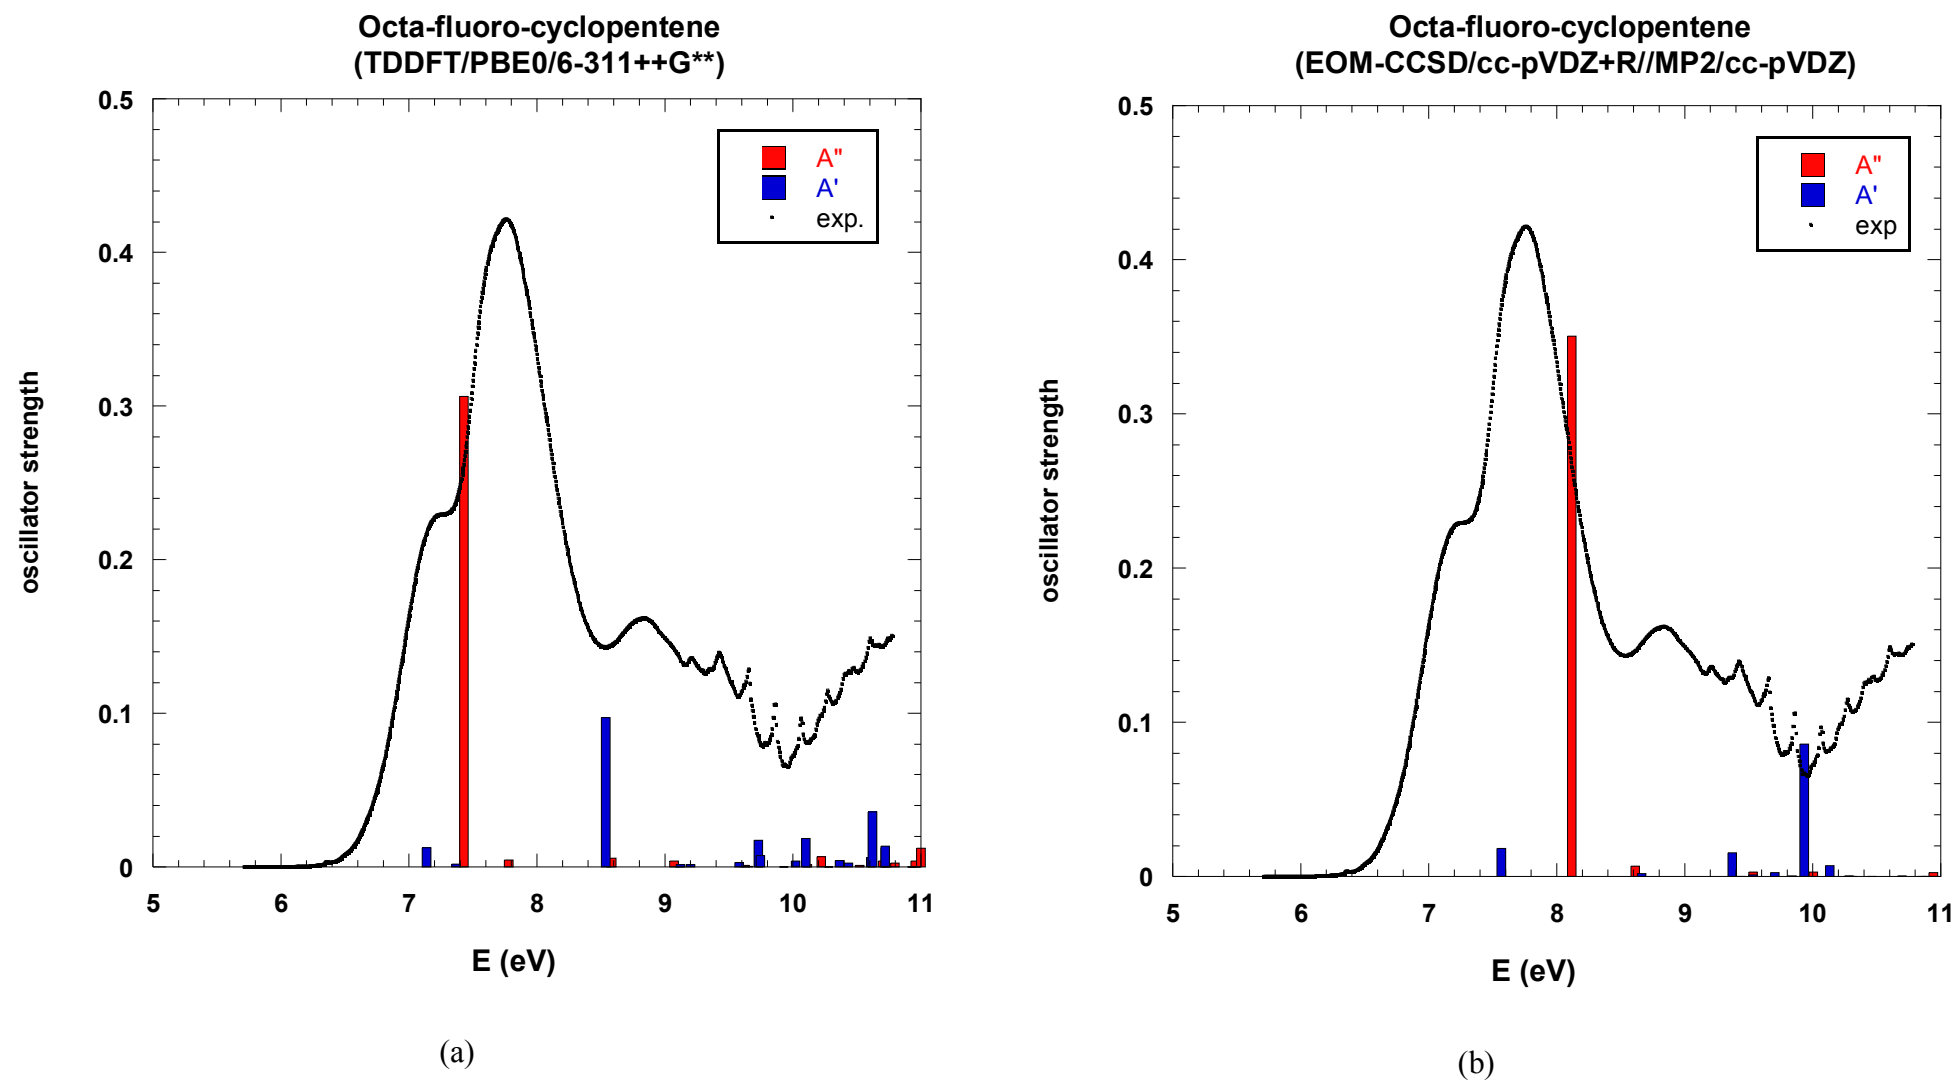 Octa-fluoro-cyclopentene
(TDDFT/PBE0/6-311++G**)
0.5
0.4
0.3
0.2
0.1
0
oscillator strength
A"
A'
exp.
5 6 7 8 9 10 11
E (eV)
(a)
Octa-fluoro-cyclopentene
(EOM-CCSD/cc-pVDZ+R//MP2/cc-pVDZ)
0.5
0.4
0.3
0.2
0.1
0
oscillator strength
A"
A'
exp
5 6 7 8 9 10 11
E (eV)
(b)